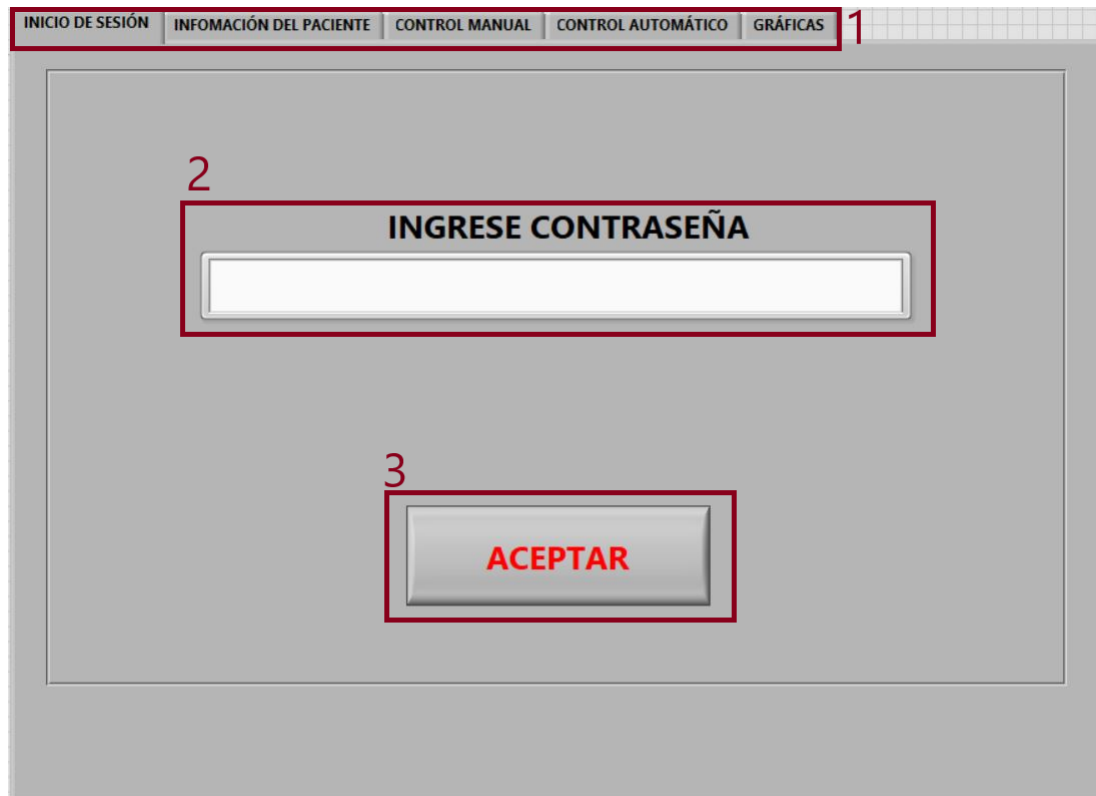 INICIO DE SESIÓN INFOMACIÓN DEL PACIENTE CONTROL MANUAL CONTROL AUTOMÁTICO GRÁFICAS 1
2
INGRESE CONTRASEÑA
3
ACEPTAR